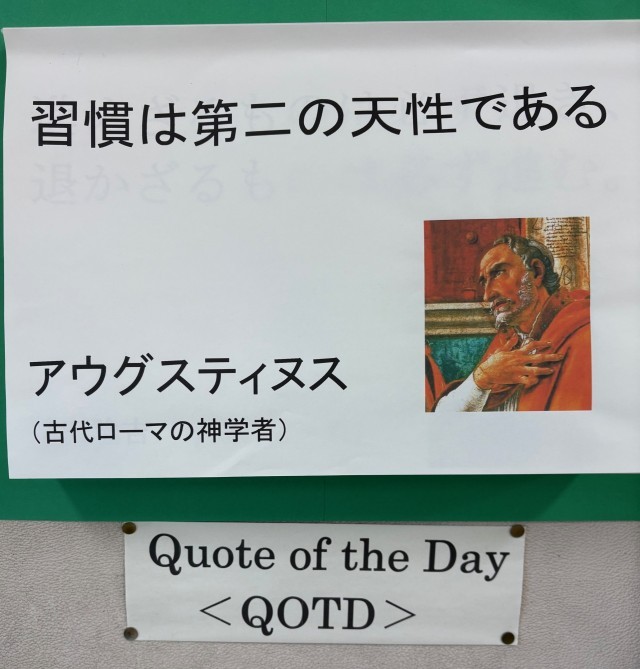 習慣は第二の天性である
アウグスティヌス
（古代ローマの神学者）
Quote of the Day
＜QOTD＞